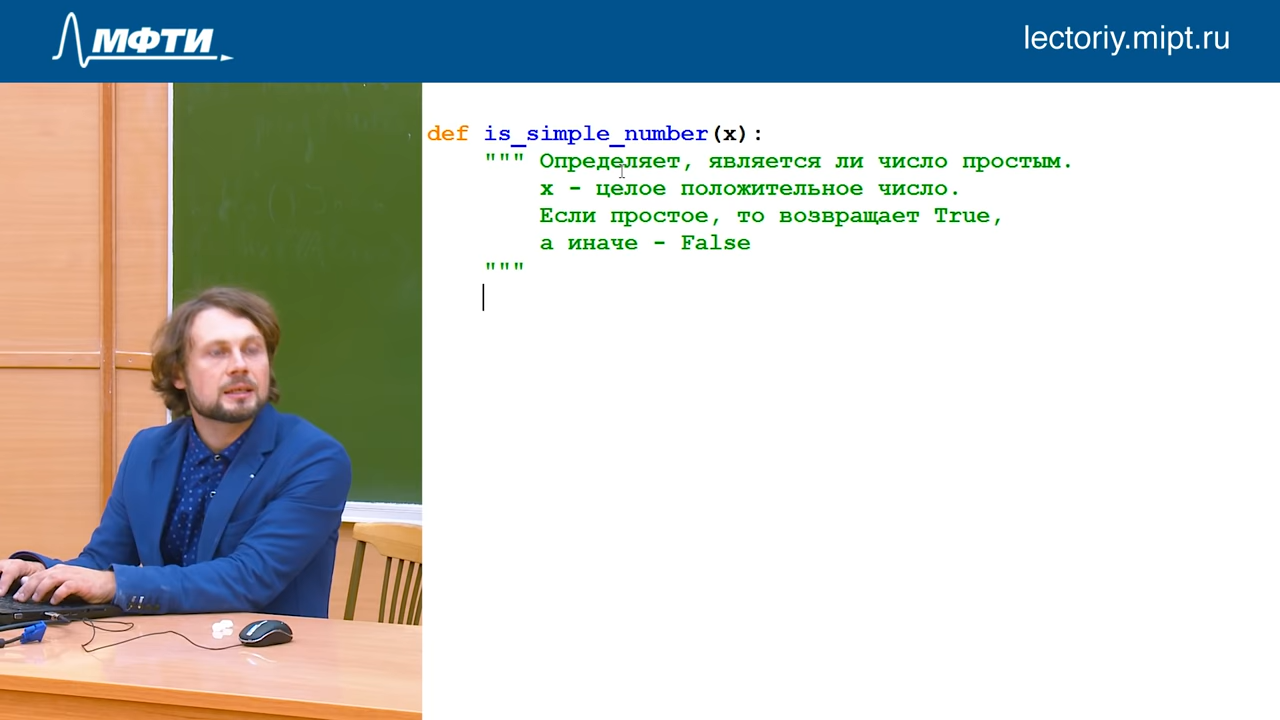 МФТИ
lectoriy.mipt.ru
def is_simple_number(x):
""" Определяет, является ли число простым.
x - целое положительное число.
Если простое, то возвращает True,
а иначе - False
"""